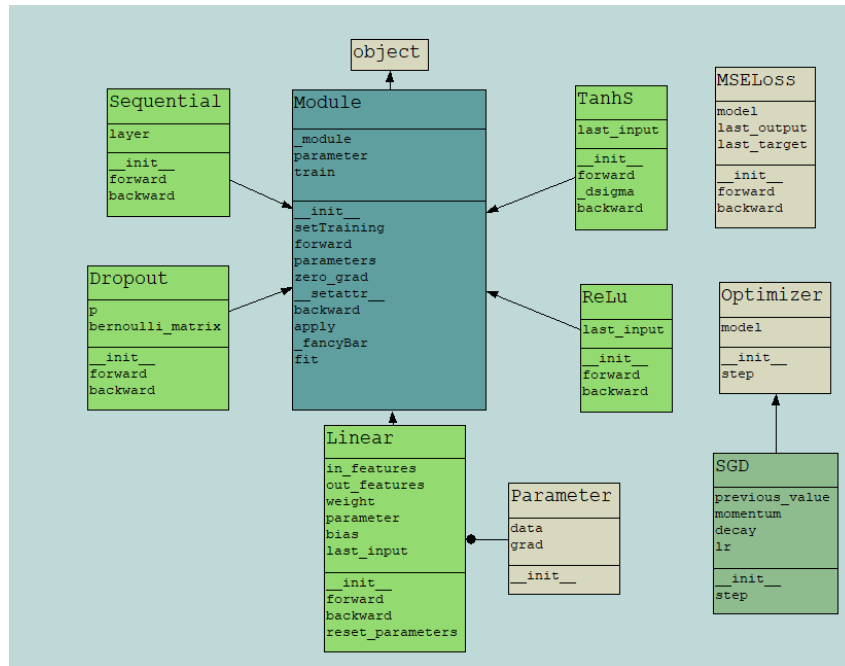 object
Sequential
layer
__init__
forward
backward
Module
_module
parameter
train
__init__
setTraining
forward
parameters
zero_grad
__setattr__
backward
apply
_fancyBar
fit
TanhS
last_input
__init__
forward
_dsigma
backward
MSELoss
model
last_output
last_target
__init__
forward
backward
Dropout
p
bernoulli_matrix
__init__
forward
backward
ReLu
last_input
__init__
forward
backward
Optimizer
model
__init__
step
Linear
in_features
out_features
weight
parameter
bias
last_input
__init__
forward
backward
reset_parameters
Parameter
data
grad
__init__
SGD
previous_value
momentum
decay
lr
__init__
step